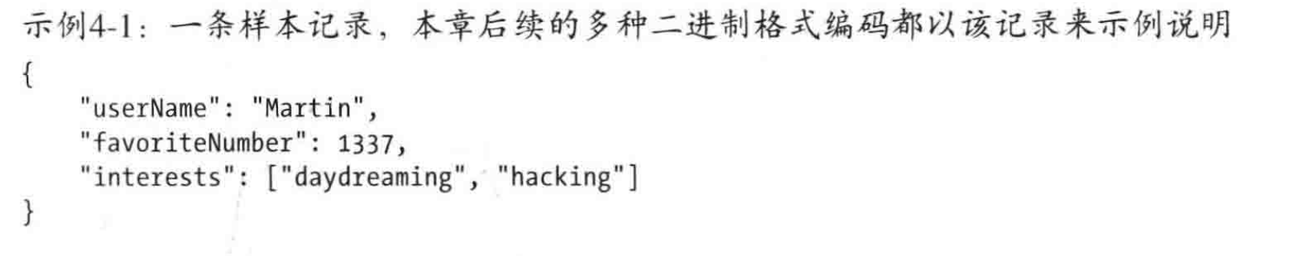 示例4-1：一条样本记录，本章后续的多种二进制格式编码都以该记录来示例说明
{
    "userName": "Martin",
    "favoriteNumber": 1337,
    "interests": ["daydreaming", "hacking"]
}